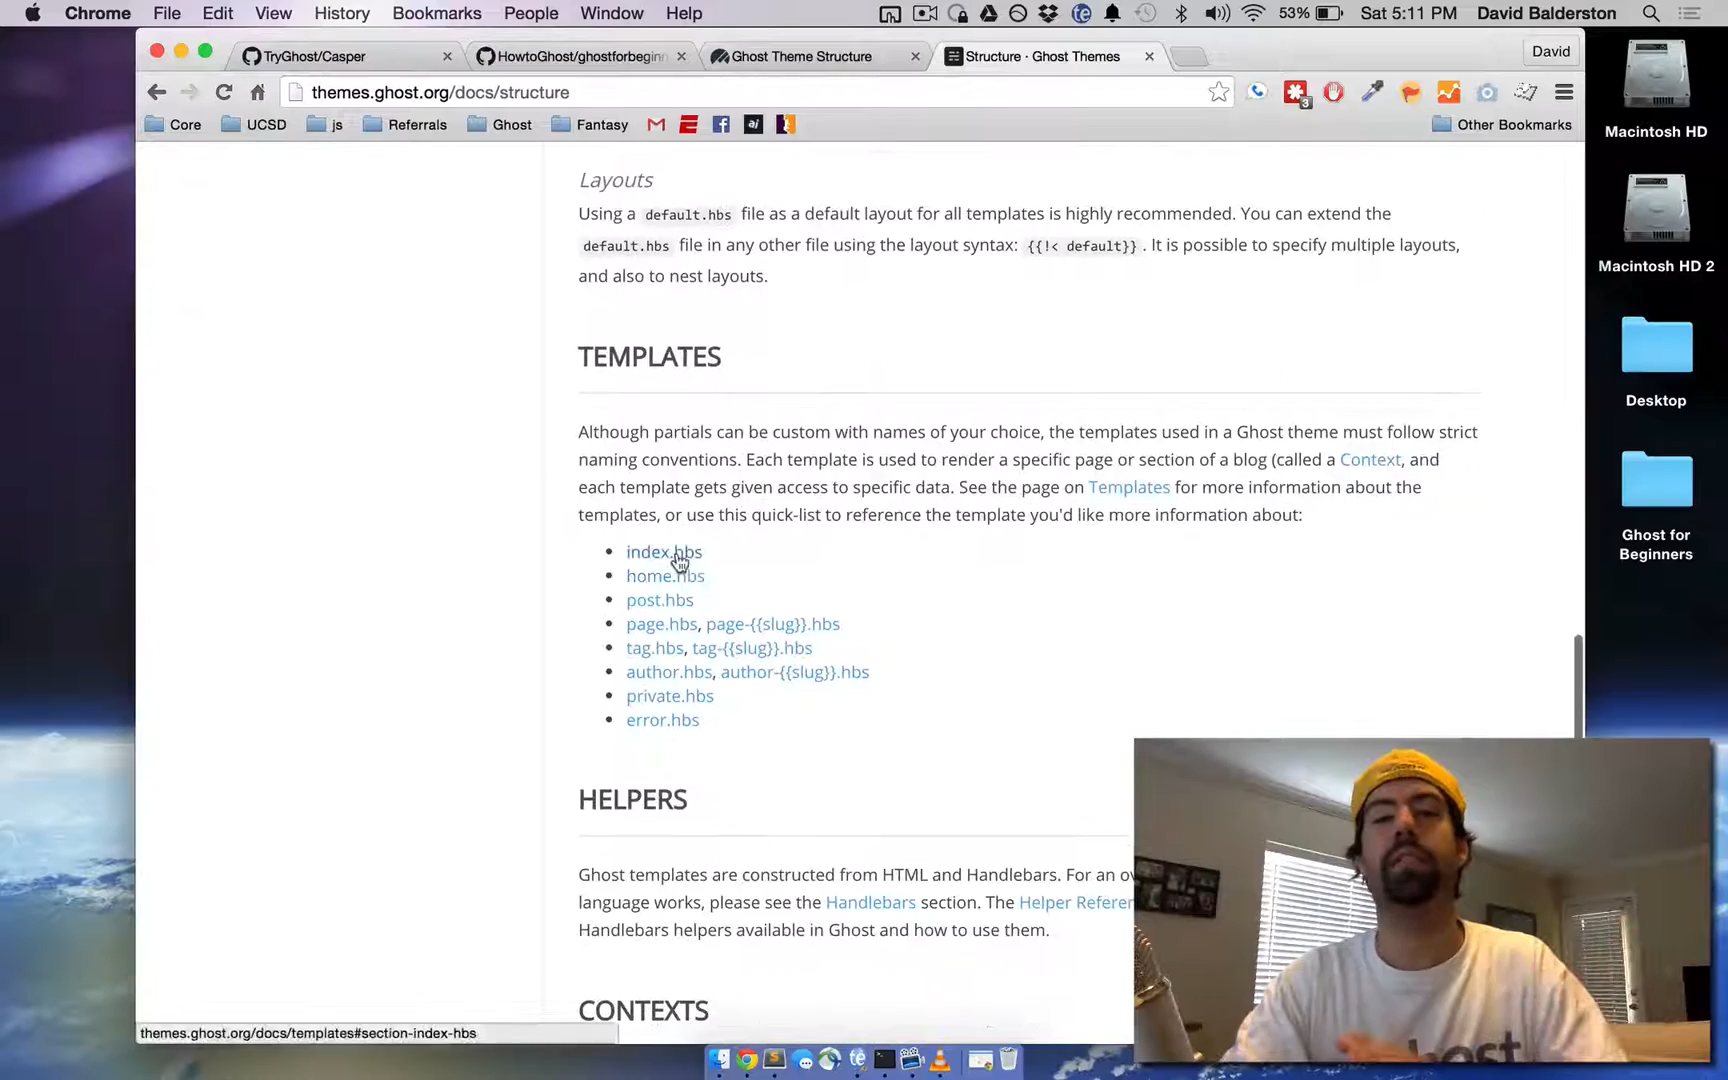 Chrome File Edit View History Bookmarks People Window Help 53% Sat 5:11 PM David Balderston
TryGhost/Casper HowtoGhost/ghostforbeginn Ghost Theme Structure Structure · Ghost Themes David
themes.ghost.org/docs/structure 3
Core UCSD js Referrals Ghost Fantasy Other Bookmarks
Macintosh HD
Macintosh HD 2
Desktop
Ghost for
Beginners
Layouts
Using a default.hbs file as a default layout for all templates is highly recommended. You can extend the
default.hbs file in any other file using the layout syntax: {{!< default}} . It is possible to specify multiple layouts,
and also to nest layouts.
TEMPLATES
Although partials can be custom with names of your choice, the templates used in a Ghost theme must follow strict
naming conventions. Each template is used to render a specific page or section of a blog (called a Context, and
each template gets given access to specific data. See the page on Templates for more information about the
templates, or use this quick-list to reference the template you'd like more information about:
index.hbs
home.hbs
post.hbs
page.hbs, page-{{slug}}.hbs
tag.hbs, tag-{{slug}}.hbs
author.hbs, author-{{slug}}.hbs
private.hbs
error.hbs
HELPERS
Ghost templates are constructed from HTML and Handlebars. For an ov
language works, please see the Handlebars section. The Helper Referen
Handlebars helpers available in Ghost and how to use them.
CONTEXTS
themes.ghost.org/docs/templates#section-index-hbs
ghost